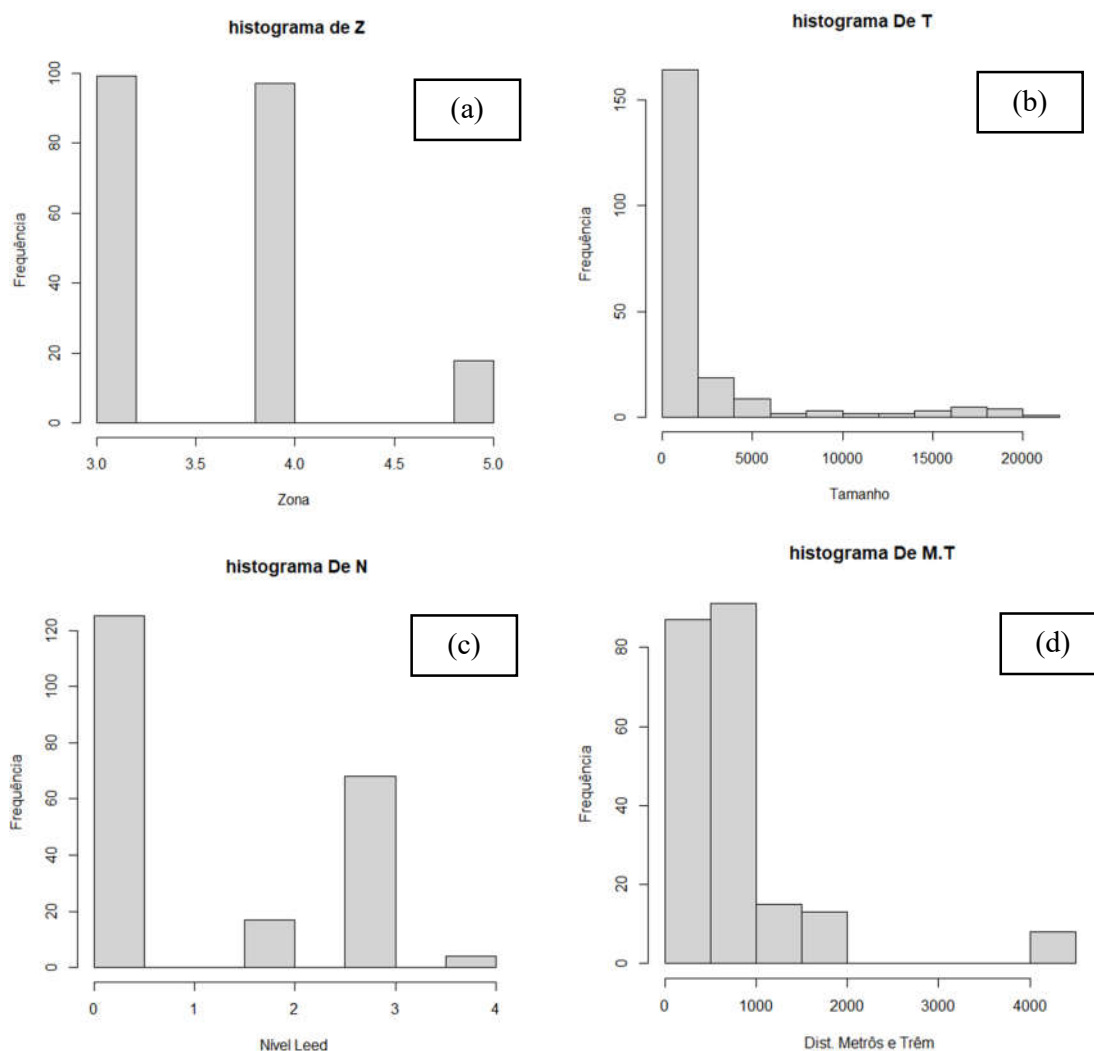 histograma de Z
(a)
Frequência
0
20
40
60
80
100
3.0
3.5
4.0
4.5
5.0
Zona
histograma De T
(b)
Frequência
0
50
100
150
0
5000
10000
15000
20000
Tamanho
histograma De N
(c)
Frequência
0
20
40
60
80
100
120
0
1
2
3
4
Nível Leed
histograma De M.T
(d)
Frequência
0
20
40
60
80
0
1000
2000
3000
4000
Dist. Metrôs e Trêm